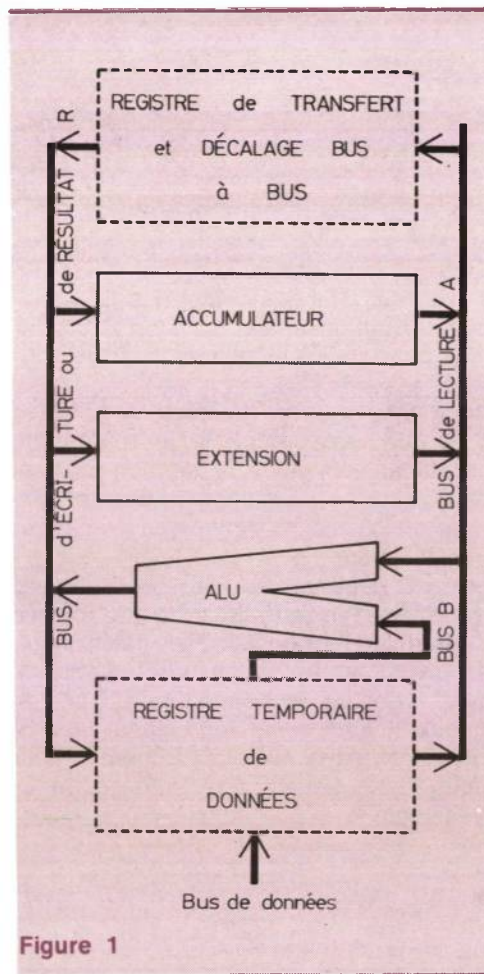 REGISTRE de TRANSFERT
et DÉCALAGE BUS
à BUS
R
BUS d'ÉCRI-TURE ou de RÉSULTAT
ACCUMULATEUR
BUS de LECTURE A
EXTENSION
ALU
BUS B
REGISTRE TEMPORAIRE
de
DONNÉES
Bus de données
Figure 1